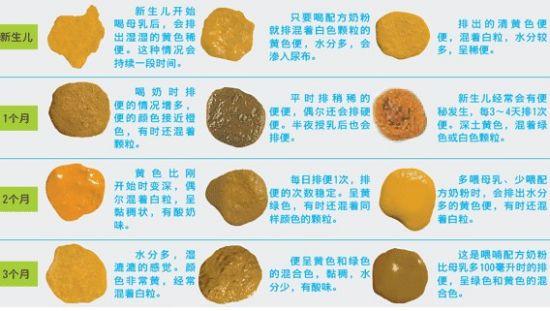 新生儿
新生儿开始
喝母乳后，会排
出湿湿的黄色稀
便。这种情况会
持续一段时间。
只要喝配方奶粉
就排混着白色颗粒的
黄色便，水分多，会
渗入尿布。
排出的清黄色便
便，混着白粒，水分较
多，呈稀便。
1个月
喝奶时排
便的情况增多，
便的颜色接近橙
色，有时还混着
颗粒。
平时排稍稀的
便便，偶尔还会排硬
便。半夜授乳后也会
排便。
新生儿经常会有便
秘发生，每3～4天排1次
便。深土黄色，混着绿
色或白色颗粒。
2个月
黄色比刚
开始时变深，偶
尔混着白粒，呈
黏稠状，有酸奶
味。
每日排便1次，排
便的次数稳定。呈黄
绿色，有时还混着同
样颜色的颗粒。
多喂母乳、少喂配
方奶粉时，会排出水分
多的黄色便，有时还混
着白粒。
3个月
水分多，湿
漉漉的感觉。颜
色非常黄，经常
混着白粒。
便呈黄色和绿色
的混合色，黏稠，水
分少，有酸味。
这是喂哺配方奶粉
比母乳多100毫升时的排
便，呈绿色和黄色的混
合色。